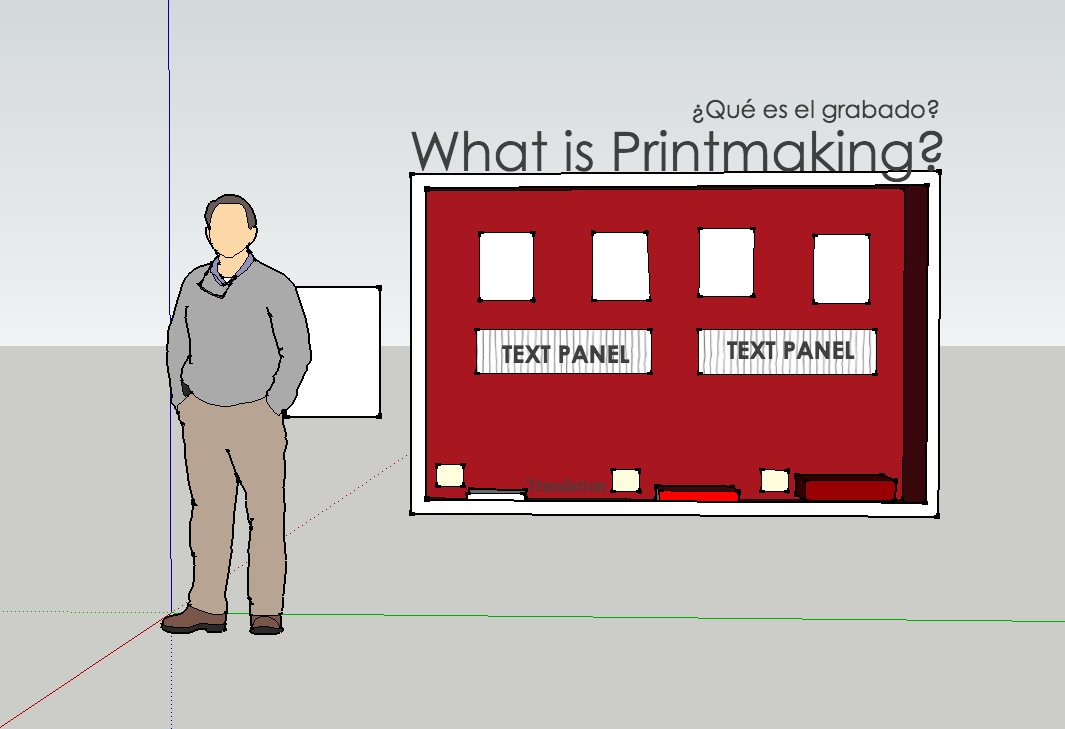 ¿Qué es el grabado?
What is Printmaking?
TEXT PANEL
TEXT PANEL
Translation